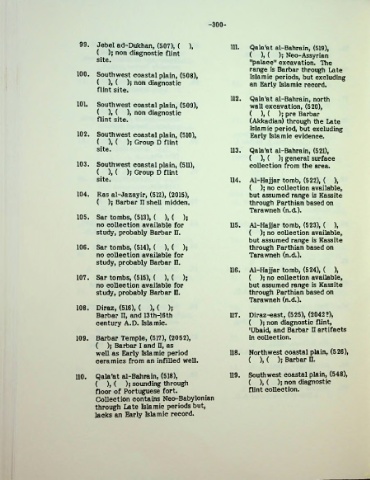 -300-
99. Jebel ad-Dukhan, (507), ( ),
( ); non diagnostic flint
site.
100. Southwest coastal plain, (508),
( ), ( ); non diagnostic
flint site.
101. Southwest coastal plain, (509),
( ), ( ), non diagnostic
flint site.
102. Southwest coastal plain, (510),
( ), ( ); Group D flint
site.
103. Southwest coastal plain, (511),
( ), ( ); Group D flint
site.
104. Ras al-Jazayir, (512), (2015),
( ); Barbar II shell midden.
105. Sar tombs, (513), ( ), ( );
no collection available for
study, probably Barbar II.
106. Sar tombs, (514), ( ), ( );
no collection available for
study, probably Barbar II.
107. Sar tombs, (515), ( ), ( );
no collection available for
study, probably Barbar II.
108. Diraz, (516), ( ), ( );
Barbar II, and 13th-16th
century A.D. Islamic.
109. Barbar Temple, (517), (2052),
( ); Barbar I and II, as
well as Early Islamic period
ceramics from an infilled well.
110. Qala'at al-Bahrain, (518),
( ), ( ); sounding through
floor of Portuguese fort.
Collection contains Neo-Babylonian
through Late Islamic periods but,
lacks an Early Islamic record.
111. Qala'at al-Bahrain, (519),
( ), ( ); Neo-Assyrian
"palace" excavation. The
range is Barbar through Late
Islamic periods, but excluding
an Early Islamic record.
112. Qala'at al-Bahrain, north
wall excavation, (520),
( ), ( ); pre Barbar
(Akkadian) through the Late
Islamic period, but excluding
Early Islamic evidence.
113. Qala'at al-Bahrain, (521),
( ), ( ); general surface
collection from the area.
114. Al-Hajjar tomb, (522), ( ),
( ); no collection available,
but assumed range is Kassite
through Parthian based on
Tarawneh (n.d.).
115. Al-Hajjar tomb, (523), ( ),
( ); no collection available,
but assumed range is Kassite
through Parthian based on
Tarawneh (n.d.).
116. Al-Hajjar tomb, (524), ( ),
( ); no collection available,
but assumed range is Kassite
through Parthian based on
Tarawneh (n.d.).
117. Diraz-east, (525), (2042?),
( ); non diagnostic flint,
'Ubaid, and Barbar II artifacts
in collection.
118. Northwest coastal plain, (526),
( ), ( ); Barbar II.
119. Southwest coastal plain, (548),
( ), ( ); non diagnostic
flint collection.